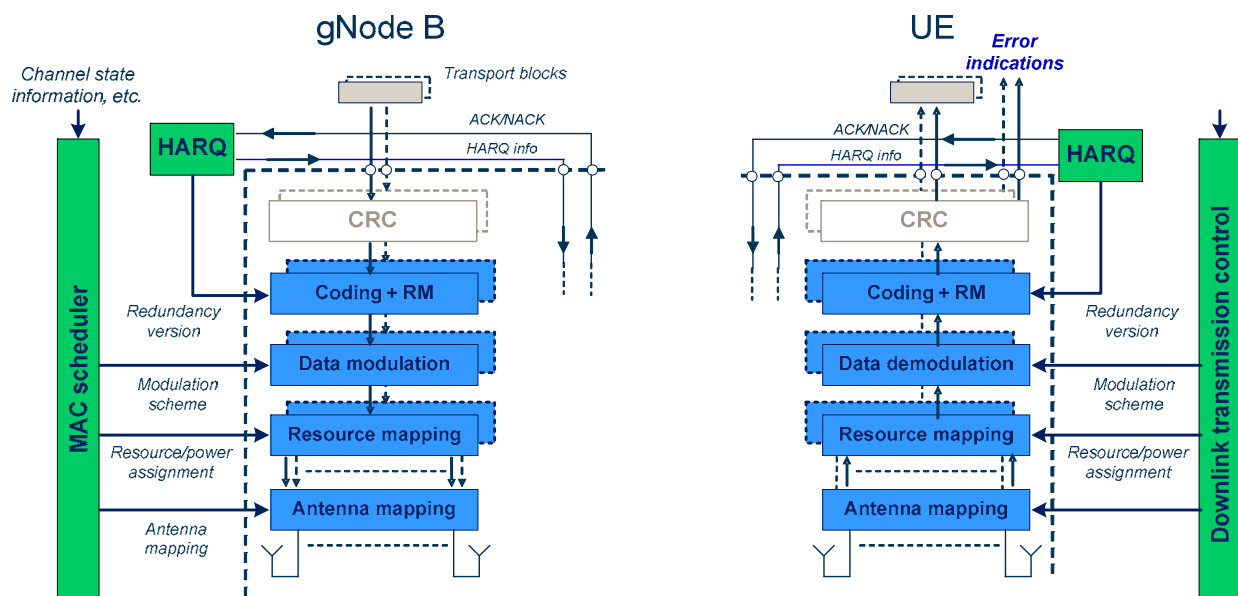 gNode B
UE
Channel state
information, etc.
Transport blocks
Error
indications
HARQ
ACK/NACK
HARQ info
ACK/NACK
HARQ info
HARQ
CRC
CRC
Coding + RM
Coding + RM
Redundancy
version
Redundancy
version
Data modulation
Data demodulation
Modulation
scheme
Modulation
scheme
Resource mapping
Resource mapping
Resource/power
assignment
Resource/power
assignment
Antenna mapping
Antenna mapping
Antenna
mapping
MAC scheduler
Downlink transmission control